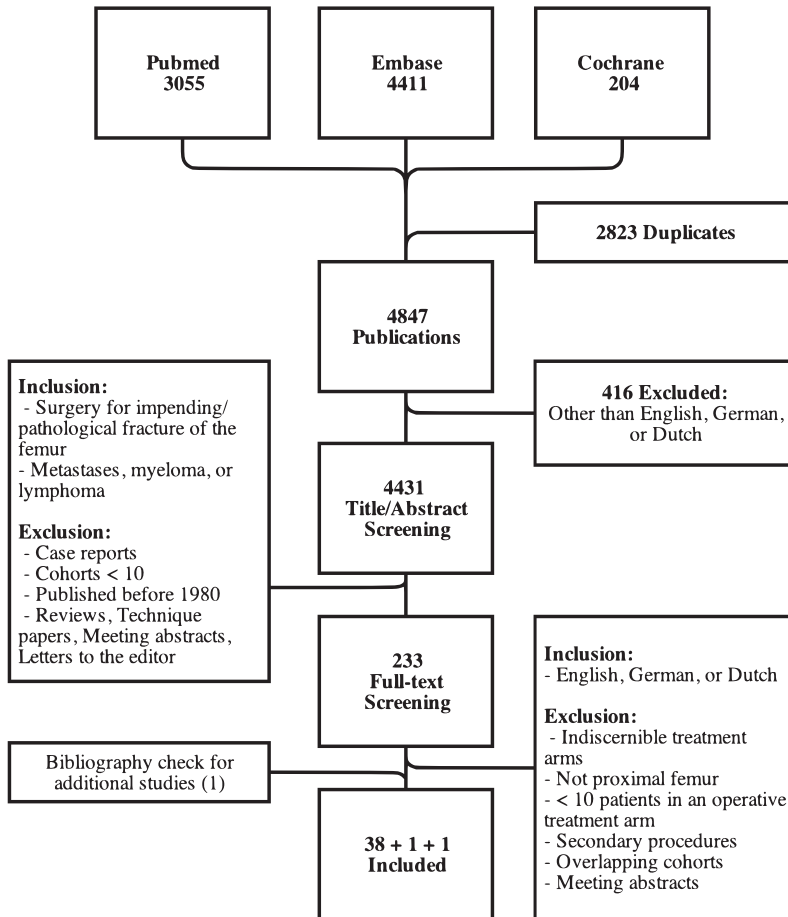 Pubmed
3055
Embase
4411
Cochrane
204
2823 Duplicates
4847
Publications
416 Excluded:
Other than English, German,
or Dutch
Inclusion:
- Surgery for impending/
pathological fracture of the
femur
- Metastases, myeloma, or
lymphoma
Exclusion:
- Case reports
- Cohorts < 10
- Published before 1980
- Reviews, Technique
papers, Meeting abstracts,
Letters to the editor
4431
Title/Abstract
Screening
233
Full-text
Screening
Inclusion:
- English, German, or Dutch
Exclusion:
- Indiscernible treatment
arms
- Not proximal femur
- < 10 patients in an operative
treatment arm
- Secondary procedures
- Overlapping cohorts
- Meeting abstracts
Bibliography check for
additional studies (1)
38 + 1 + 1
Included